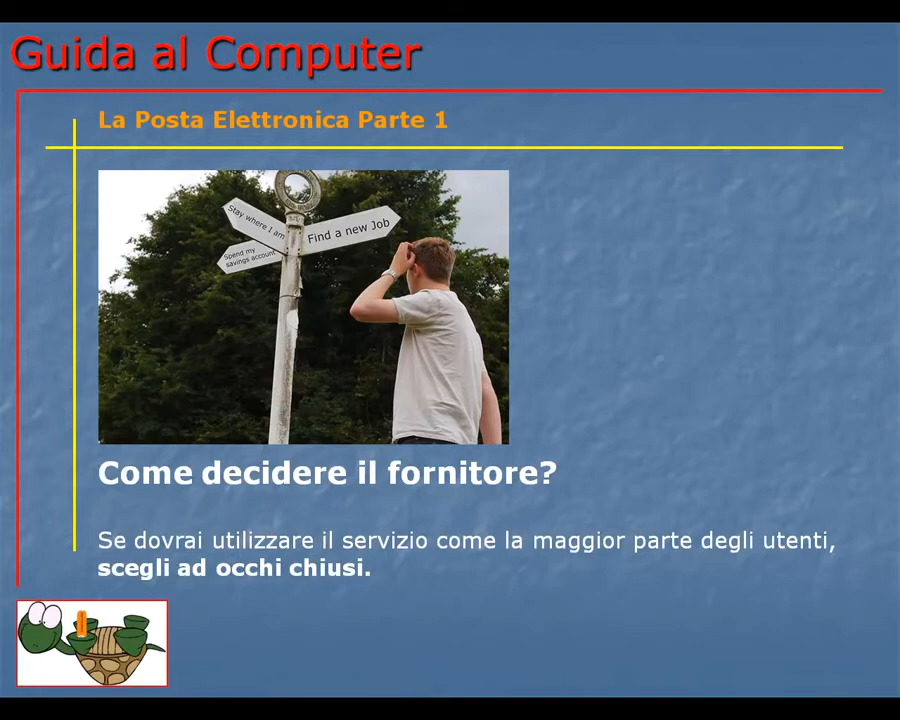 Guida al Computer
La Posta Elettronica Parte 1
Stay where I am
Find a new Job
Spend my
savings account
Come decidere il fornitore?
Se dovrai utilizzare il servizio come la maggior parte degli utenti,
scegli ad occhi chiusi.